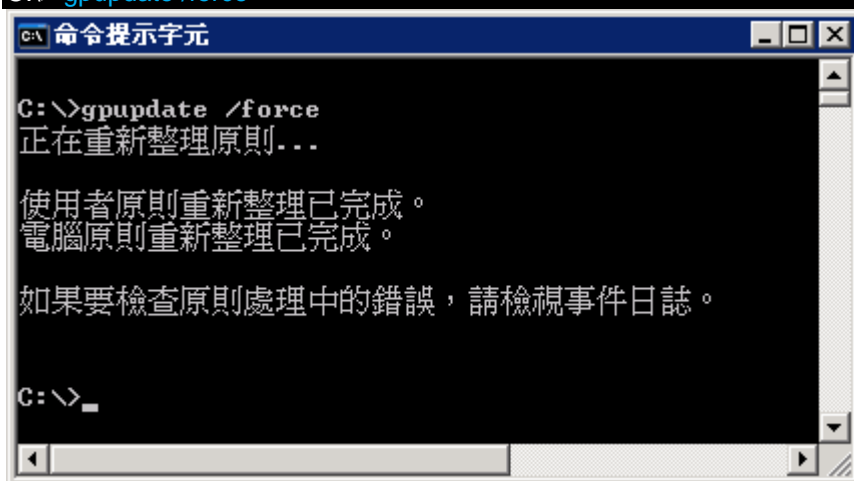 命令提示字元
C:\>gpupdate /force
正在重新整理原則...
使用者原則重新整理已完成。
電腦原則重新整理已完成。
如果要檢查原則處理中的錯誤，請檢視事件日誌。
C:\>_